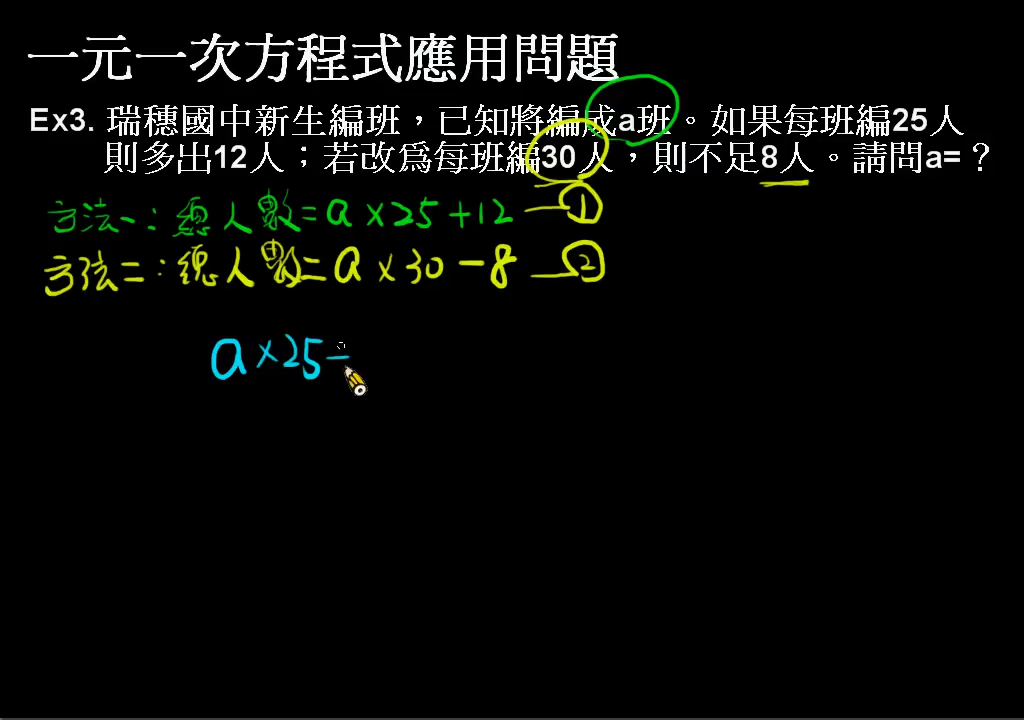 一元一次方程式應用問題
Ex3. 瑞穗國中新生編班，已知將編成a班。如果每班編25人
則多出12人；若改爲每班編30人，則不足8人。請問a=？
方法一：總人數=a×25+12—①
方法二：總人數=a×30-8—②
a×25-